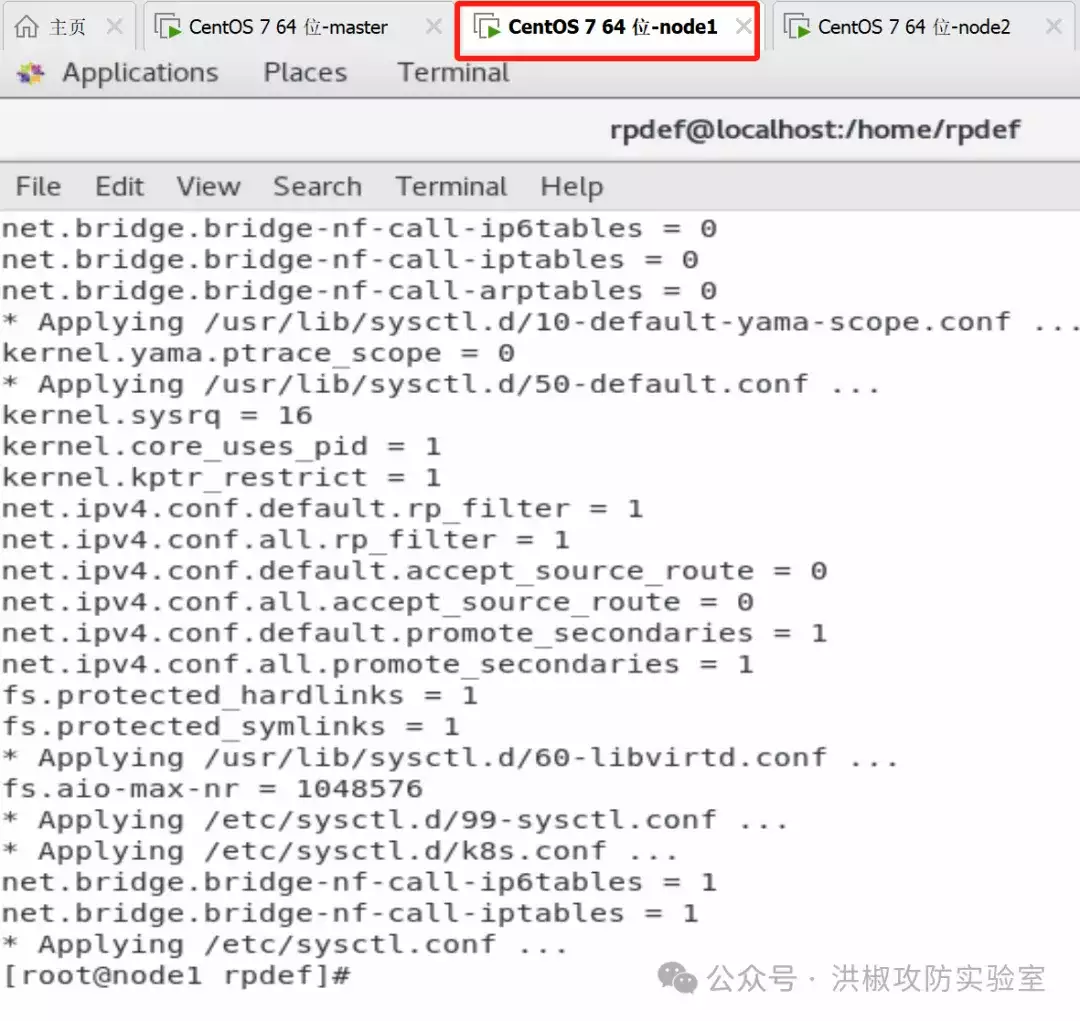 主页 CentOS 7 64 位-master CentOS 7 64 位-node1 CentOS 7 64 位-node2
Applications Places Terminal
rpdef@localhost:/home/rpdef
File Edit View Search Terminal Help
net.bridge.bridge-nf-call-ip6tables = 0
net.bridge.bridge-nf-call-iptables = 0
net.bridge.bridge-nf-call-arptables = 0
* Applying /usr/lib/sysctl.d/10-default-yama-scope.conf ...
kernel.yama.ptrace_scope = 0
* Applying /usr/lib/sysctl.d/50-default.conf ...
kernel.sysrq = 16
kernel.core_uses_pid = 1
kernel.kptr_restrict = 1
net.ipv4.conf.default.rp_filter = 1
net.ipv4.conf.all.rp_filter = 1
net.ipv4.conf.default.accept_source_route = 0
net.ipv4.conf.all.accept_source_route = 0
net.ipv4.conf.default.promote_secondaries = 1
net.ipv4.conf.all.promote_secondaries = 1
fs.protected_hardlinks = 1
fs.protected_symlinks = 1
* Applying /usr/lib/sysctl.d/60-libvirtd.conf ...
fs.aio-max-nr = 1048576
* Applying /etc/sysctl.d/99-sysctl.conf ...
* Applying /etc/sysctl.d/k8s.conf ...
net.bridge.bridge-nf-call-ip6tables = 1
net.bridge.bridge-nf-call-iptables = 1
* Applying /etc/sysctl.conf ...
[root@node1 rpdef]#
公众号 · 洪椒攻防实验室